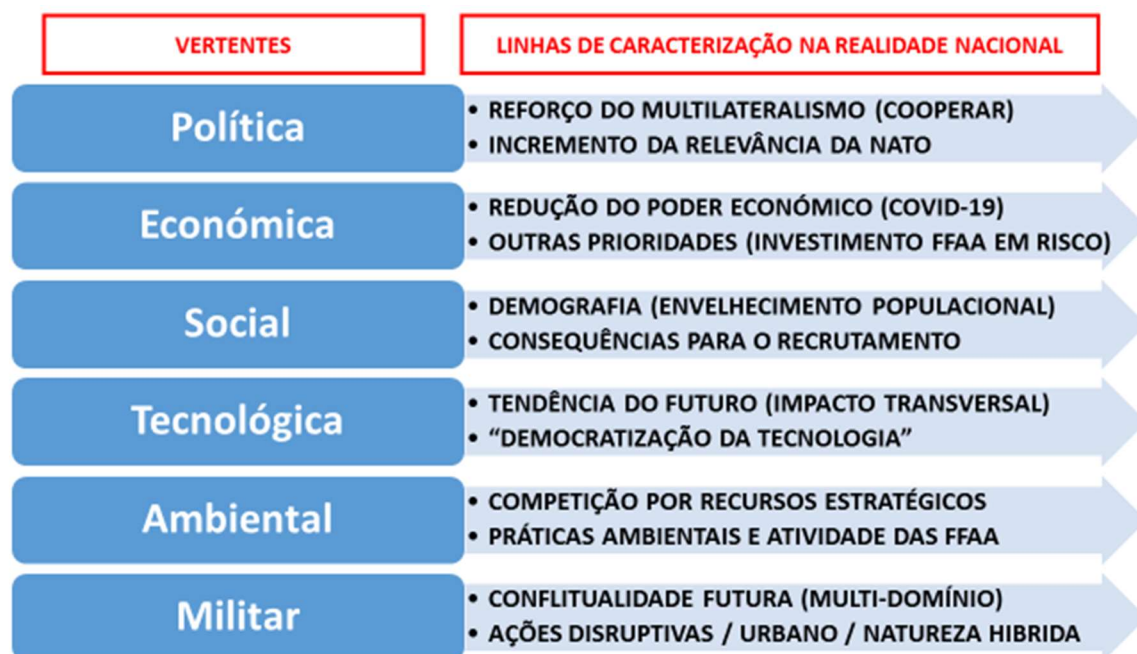 VERTENTES
LINHAS DE CARACTERIZAÇÃO NA REALIDADE NACIONAL
Política
• REFORÇO DO MULTILATERALISMO (COOPERAR)
• INCREMENTO DA RELEVÂNCIA DA NATO
Económica
• REDUÇÃO DO PODER ECONÓMICO (COVID-19)
• OUTRAS PRIORIDADES (INVESTIMENTO FFAA EM RISCO)
Social
• DEMOGRAFIA (ENVELHECIMENTO POPULACIONAL)
• CONSEQUÊNCIAS PARA O RECRUTAMENTO
Tecnológica
• TENDÊNCIA DO FUTURO (IMPACTO TRANSVERSAL)
• “DEMOCRATIZAÇÃO DA TECNOLOGIA”
Ambiental
• COMPETIÇÃO POR RECURSOS ESTRATÉGICOS
• PRÁTICAS AMBIENTAIS E ATIVIDADE DAS FFAA
Militar
• CONFLITUALIDADE FUTURA (MULTI-DOMÍNIO)
• AÇÕES DISRUPTIVAS / URBANO / NATUREZA HIBRIDA